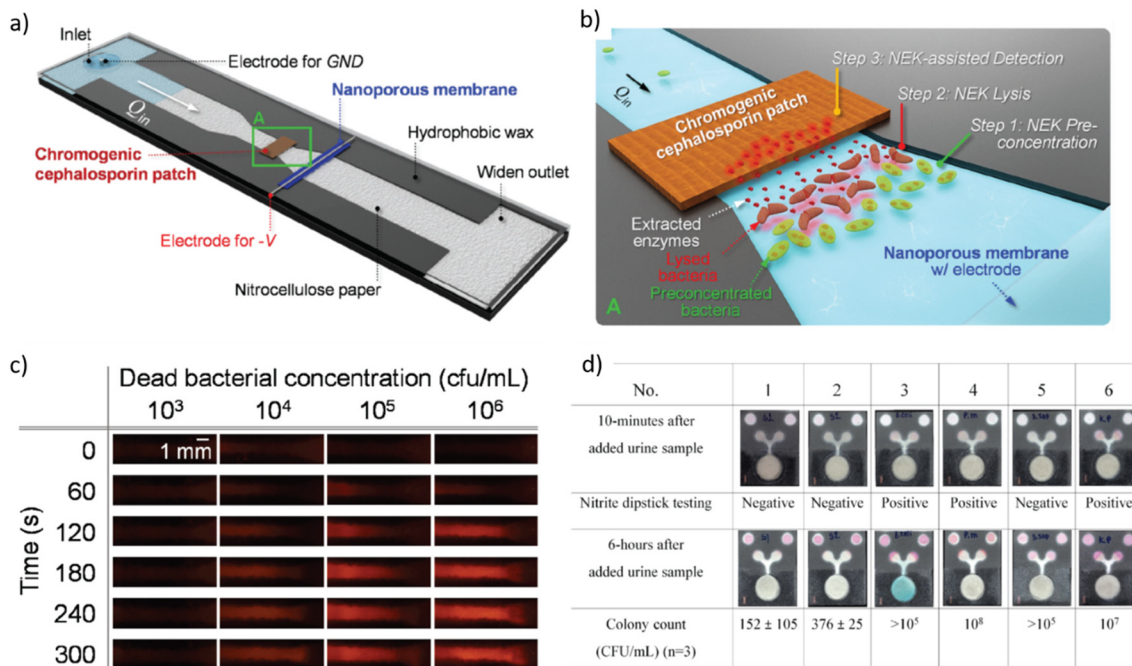 a)
Inlet
Electrode for GND
Q_in
A
Nanoporous membrane
Hydrophobic wax
Chromogenic
cephalosporin patch
Widen outlet
Electrode for -V
Nitrocellulose paper
b)
Q_in
Step 3: NEK-assisted Detection
Step 2: NEK Lysis
Step 1: NEK Pre-
concentration
Chromogenic
cephalosporin patch
Extracted
enzymes
Lysed
bacteria
Preconcentrated
bacteria
Nanoporous membrane
w/ electrode
A
c)
Dead bacterial concentration (cfu/mL)
10³ 10⁴ 10⁵ 10⁶
Time (s)
0
1 mm
60
120
180
240
300
d)
No. 1 2 3 4 5 6
10-minutes after
added urine sample
Nitrite dipstick testing Negative Negative Positive Positive Negative Positive
6-hours after
added urine sample
Colony count
(CFU/mL) (n=3)
152 ± 105 376 ± 25 >10⁵ 10⁸ >10⁵ 10⁷